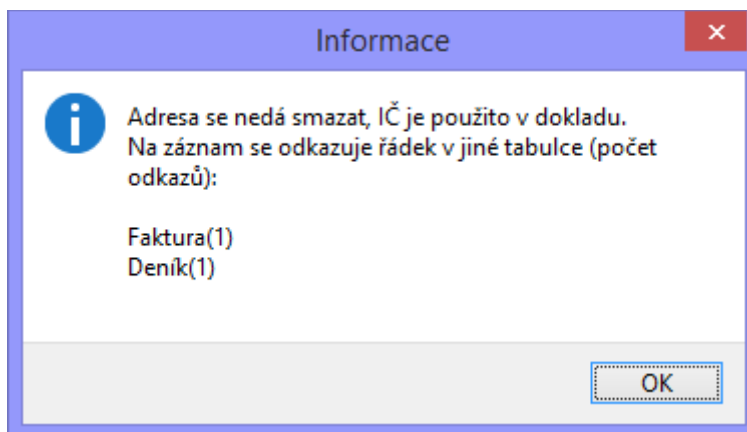 Informace
Adresa se nedá smazat, IČ je použito v dokladu.
Na záznam se odkazuje řádek v jiné tabulce (počet
odkazů):
Faktura(1)
Deník(1)
OK